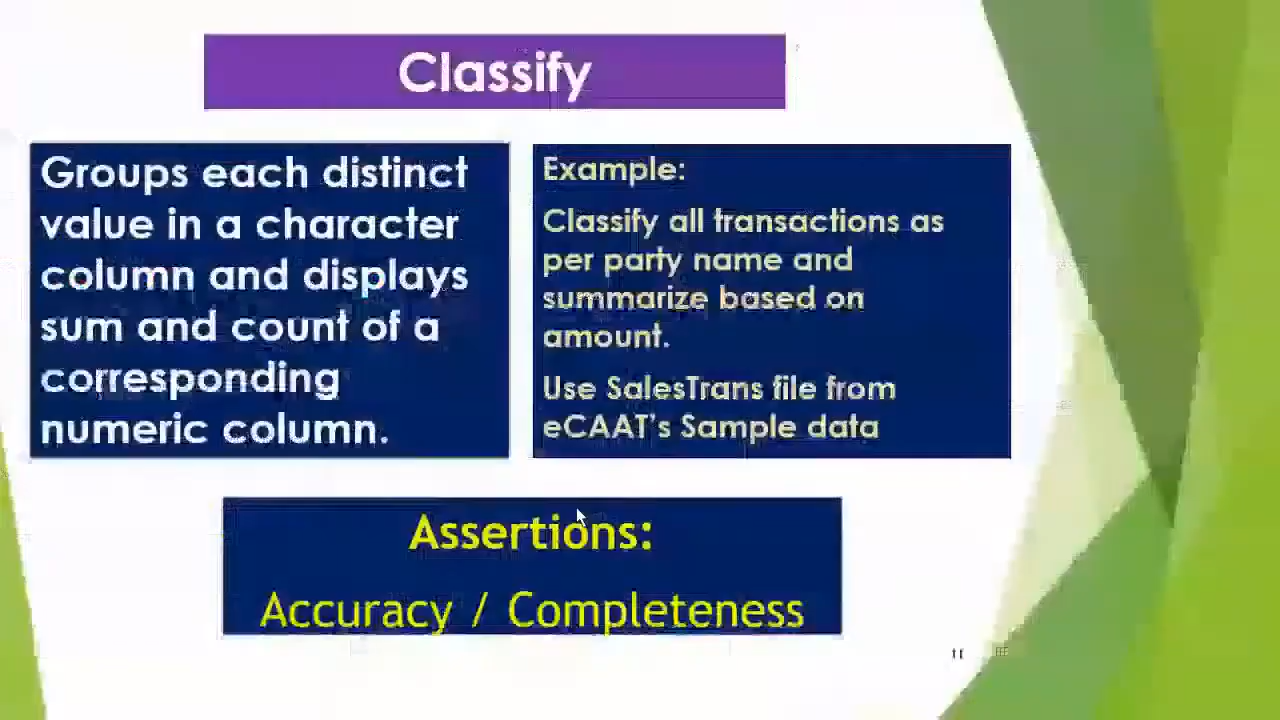 Classify
Groups each distinct
value in a character
column and displays
sum and count of a
corresponding
numeric column.
Example:
Classify all transactions as
per party name and
summarize based on
amount.
Use SalesTrans file from
eCAAT's Sample data
Assertions:
Accuracy / Completeness